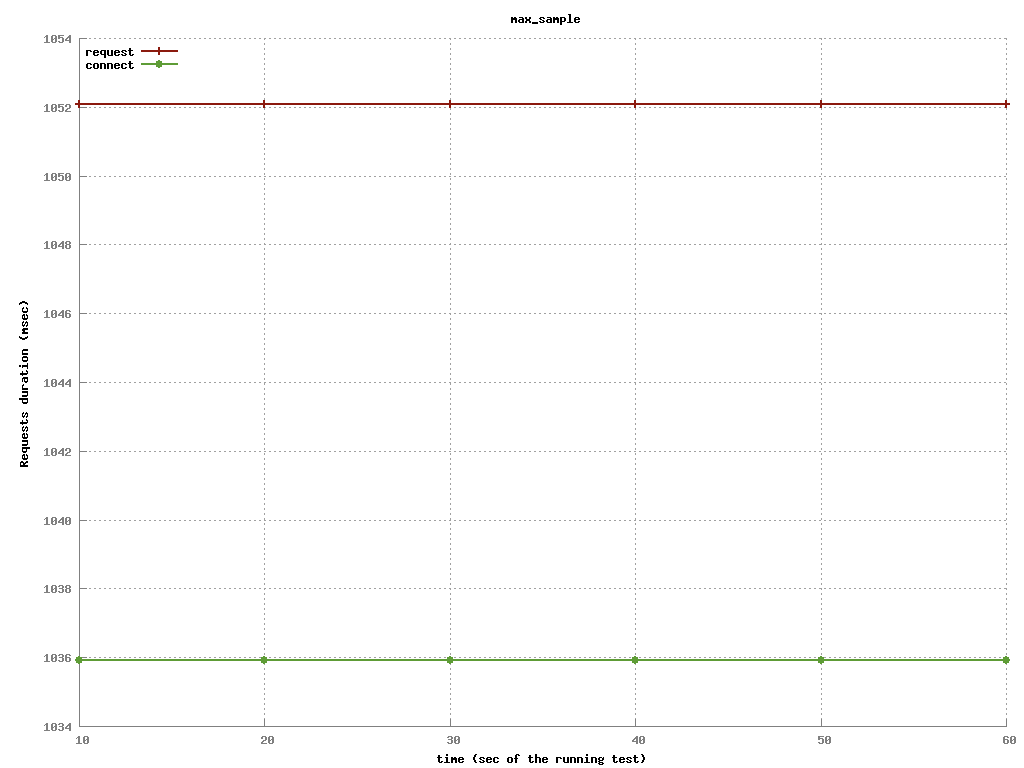 max_sample
1054
request
connect
1052
1050
1048
1046
Requests duration (msec)
1044
1042
1040
1038
1036
1034
10 20 30 40 50 60
time (sec of the running test)